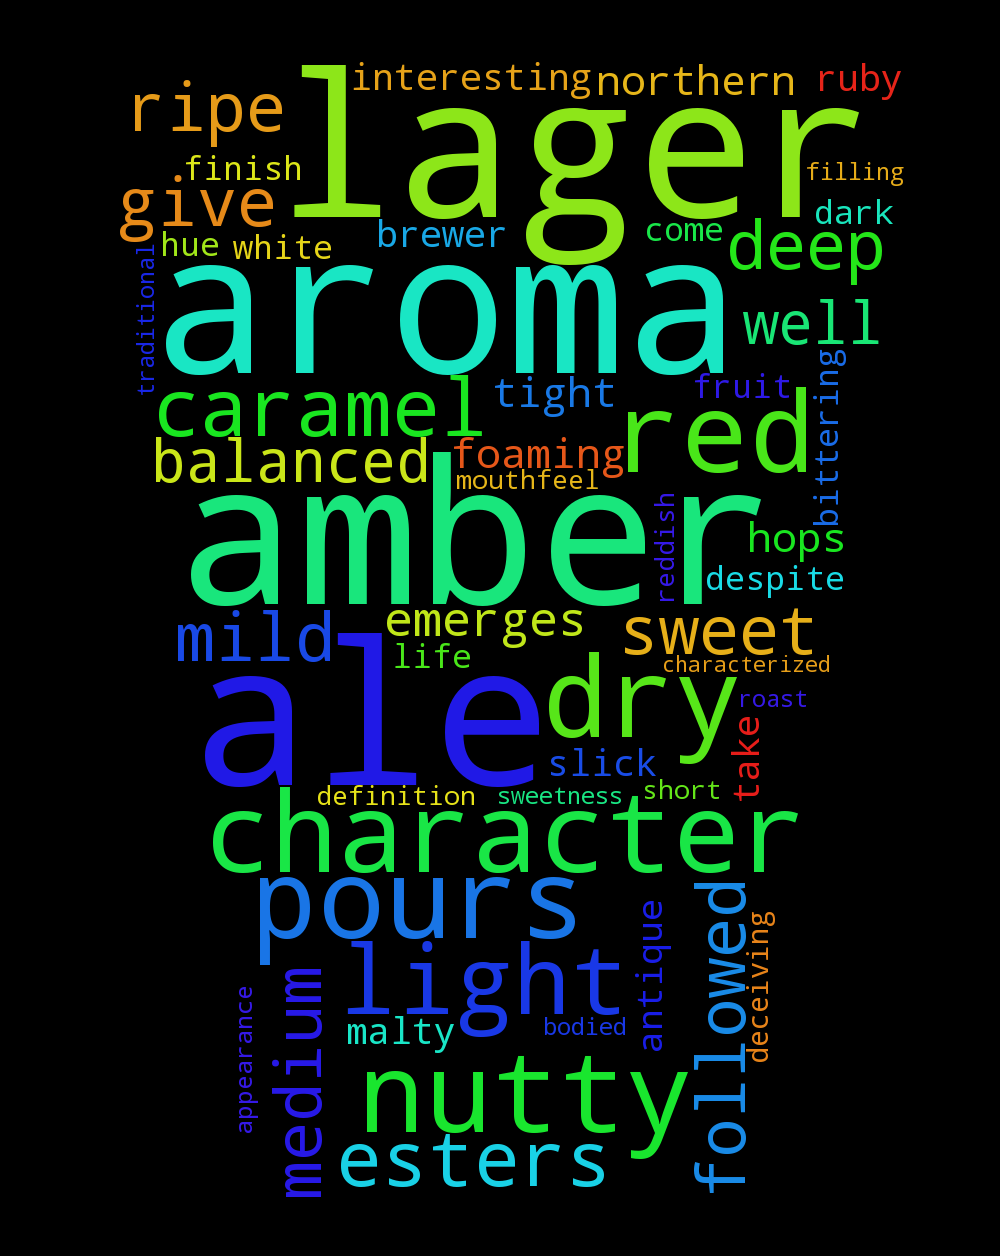 interesting
northern
ruby
lager
ripe
finish
filling
give
dark
brewer
come
deep
hue
white
traditional
aroma
well
caramel
tight
fruit
red
bittering
balanced
foaming
mouthfeel
amber
reddish
hops
despite
mild
emerges
sweet
life
characterized
ale
dry
roast
take
slick
definition
sweetness
short
character
pours
followed
antique
deceiving
light
medium
appearance
malty
bodied
nutty
esters